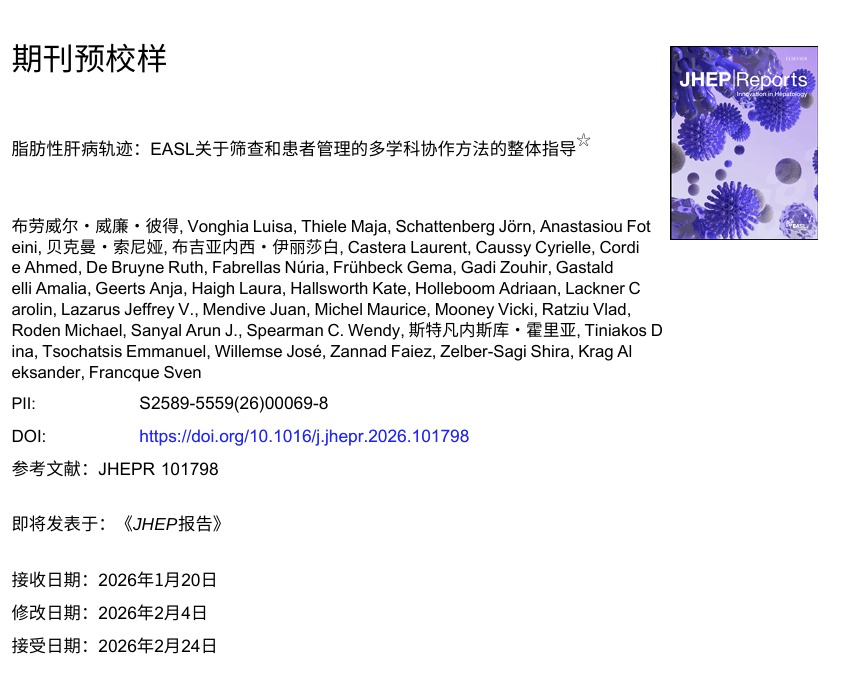 期刊预校样
ELSEVIER
JHEP|Reports
Innovation in Hepatology
脂肪性肝病轨迹：EASL关于筛查和患者管理的多学科协作方法的整体指导☆
布劳威尔・威廉・彼得, Vonghia Luisa, Thiele Maja, Schattenberg Jörn, Anastasiou Fot
eini, 贝克曼・索尼娅, 布吉亚内西・伊丽莎白, Castera Laurent, Caussy Cyrielle, Cordi
e Ahmed, De Bruyne Ruth, Fabrellas Núria, Frühbeck Gema, Gadi Zouhir, Gastald
elli Amalia, Geerts Anja, Haigh Laura, Hallsworth Kate, Holleboom Adriaan, Lackner C
arolin, Lazarus Jeffrey V., Mendive Juan, Michel Maurice, Mooney Vicki, Ratziu Vlad,
Roden Michael, Sanyal Arun J., Spearman C. Wendy, 斯特凡内斯库・霍里亚, Tiniakos D
ina, Tsochatsis Emmanuel, Willemse José, Zannad Faiez, Zelber-Sagi Shira, Krag Al
eksander, Francque Sven
PII: S2589-5559(26)00069-8
DOI: https://doi.org/10.1016/j.jhepr.2026.101798
参考文献：JHEPR 101798
即将发表于：《JHEP报告》
EASL
接收日期：2026年1月20日
修改日期：2026年2月4日
接受日期：2026年2月24日